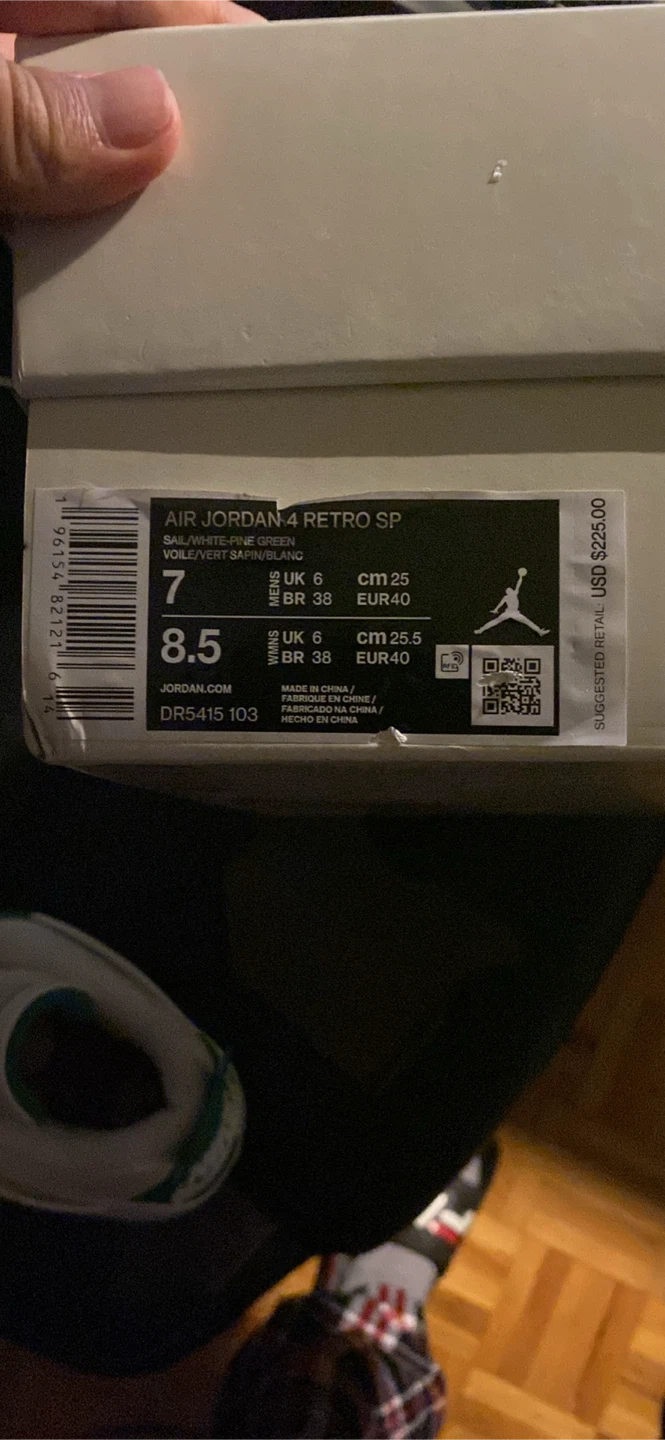 AIR JORDAN 4 RETRO SP
SAIL/WHITE-PINE GREEN
VOILE/VERT SAPIN/BLANC
7
MENS
UK 6
cm 25
BR 38
EUR40
8.5
WMNS
UK 6
cm 25.5
BR 38
EUR40
JORDAN.COM
DR5415 103
MADE IN CHINA /
FABRIQUE EN CHINE /
FABRICADO NA CHINA /
HECHO EN CHINA
RFID
1 96154 82121 6 14
SUGGESTED RETAIL: USD $225.00